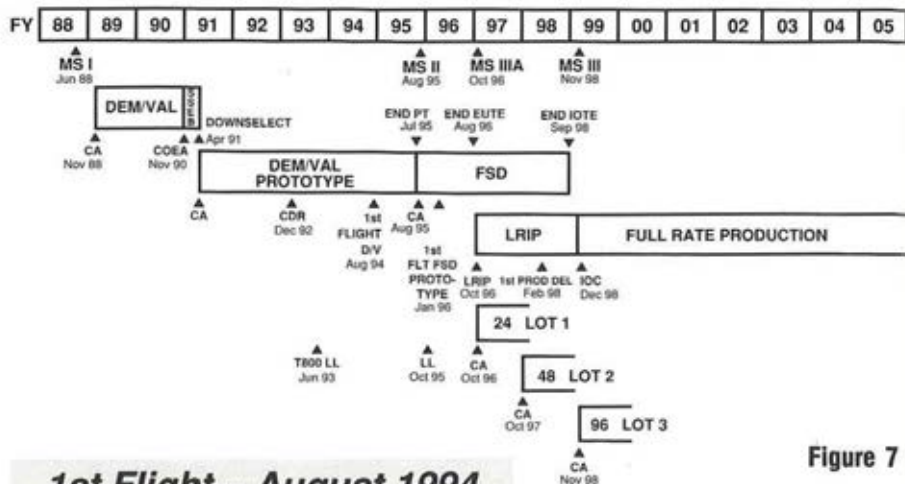 FY 88 89 90 91 92 93 94 95 96 97 98 99 00 01 02 03 04 05
MS I
Jun 88
MS II
Aug 95
MS IIIA
Oct 96
MS III
Nov 98
DEM/VAL
SSEB
DOWNSELECT
Apr 91
CA
Nov 88
COEA
Nov 90
END PT
Jul 95
END EUTE
Aug 96
END IOTE
Sep 98
DEM/VAL
PROTOTYPE
FSD
CA
CDR
Dec 92
1st
FLIGHT
D/V
Aug 94
CA
Aug 95
1st
FLT FSD
PROTO-
TYPE
Jan 96
LRIP
FULL RATE PRODUCTION
LRIP
Oct 96
1st PROD DEL
Feb 98
IOC
Dec 98
24 LOT 1
T800 LL
Jun 93
LL
Oct 95
CA
Oct 96
48 LOT 2
CA
Oct 97
96 LOT 3
CA
Nov 98
Figure 7
1st Flight – August 1994